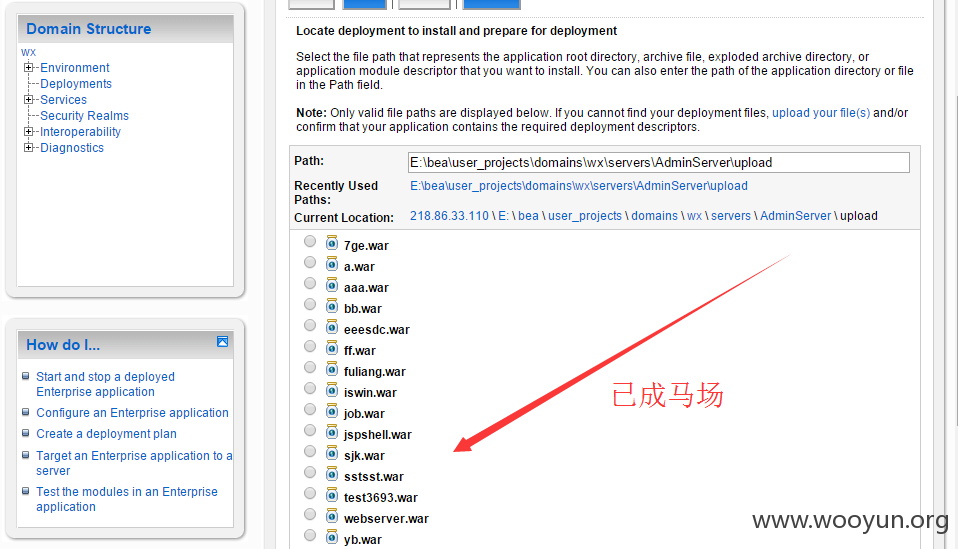 Domain Structure
wx
Environment
Deployments
Services
Security Realms
Interoperability
Diagnostics
How do I...
Start and stop a deployed
Enterprise application
Configure an Enterprise application
Create a deployment plan
Target an Enterprise application to a
server
Test the modules in an Enterprise
application
Locate deployment to install and prepare for deployment
Select the file path that represents the application root directory, archive file, exploded archive directory, or
application module descriptor that you want to install. You can also enter the path of the application directory or file
in the Path field.
Note: Only valid file paths are displayed below. If you cannot find your deployment files, upload your file(s) and/or
confirm that your application contains the required deployment descriptors.
Path: E:\bea\user_projects\domains\wx\servers\AdminServer\upload
Recently Used E:\bea\user_projects\domains\wx\servers\AdminServer\upload
Paths:
Current Location: 218.86.33.110 \ E: \ bea \ user_projects \ domains \ wx \ servers \ AdminServer \ upload
7ge.war
a.war
aaa.war
bb.war
eeesdc.war
ff.war
fuliang.war
iswin.war
job.war
jspshell.war
sjk.war
sstsst.war
test3693.war
webserver.war
yb.war
已成马场
www.wooyun.org